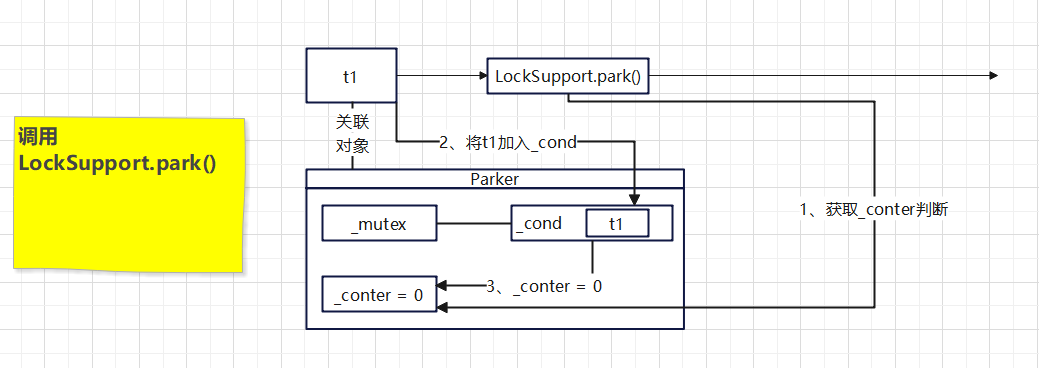 调用
LockSupport.park()
t1
LockSupport.park()
关联
对象
2、将t1加入_cond
Parker
_mutex
_cond
t1
1、获取_conter判断
_conter = 0
3、_conter = 0